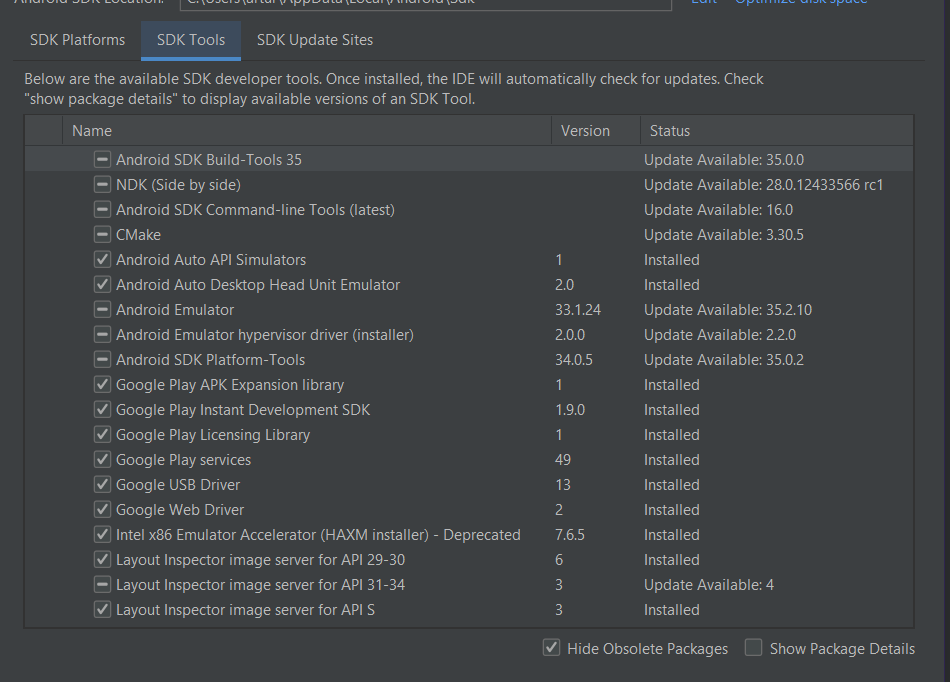 Android SDK Location: C:\Users\artur\AppData\Local\Android\Sdk Edit Optimize disk space
SDK Platforms SDK Tools SDK Update Sites
Below are the available SDK developer tools. Once installed, the IDE will automatically check for updates. Check
"show package details" to display available versions of an SDK Tool.
Name Version Status
Android SDK Build-Tools 35 Update Available: 35.0.0
NDK (Side by side) Update Available: 28.0.12433566 rc1
Android SDK Command-line Tools (latest) Update Available: 16.0
CMake Update Available: 3.30.5
Android Auto API Simulators 1 Installed
Android Auto Desktop Head Unit Emulator 2.0 Installed
Android Emulator 33.1.24 Update Available: 35.2.10
Android Emulator hypervisor driver (installer) 2.0.0 Update Available: 2.2.0
Android SDK Platform-Tools 34.0.5 Update Available: 35.0.2
Google Play APK Expansion library 1 Installed
Google Play Instant Development SDK 1.9.0 Installed
Google Play Licensing Library 1 Installed
Google Play services 49 Installed
Google USB Driver 13 Installed
Google Web Driver 2 Installed
Intel x86 Emulator Accelerator (HAXM installer) - Deprecated 7.6.5 Installed
Layout Inspector image server for API 29-30 6 Installed
Layout Inspector image server for API 31-34 3 Update Available: 4
Layout Inspector image server for API S 3 Installed
Hide Obsolete Packages Show Package Details